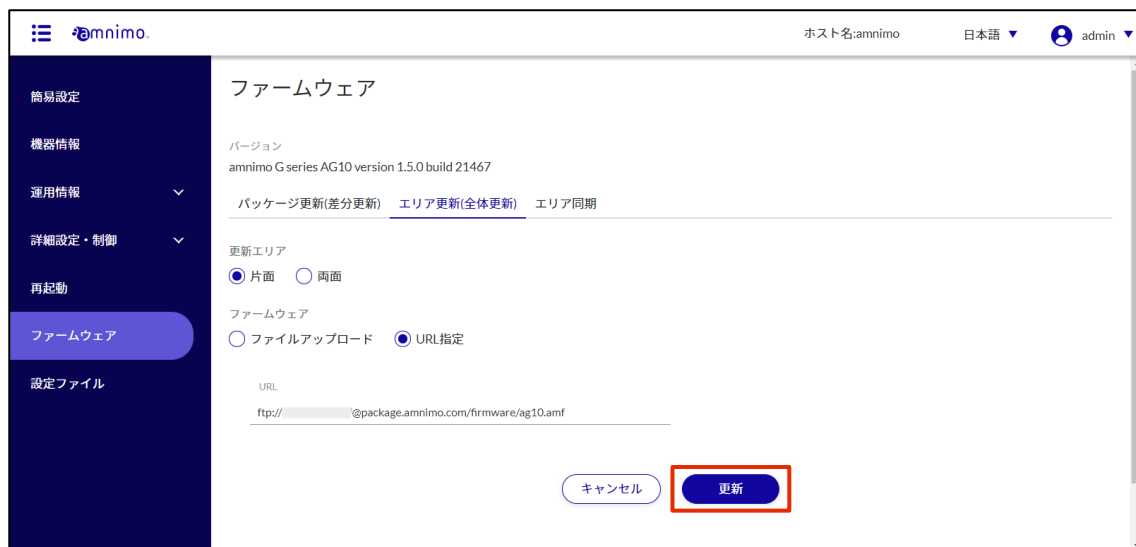 amnimo.
ホスト名:amnimo
日本語 ▼
admin ▼
簡易設定
機器情報
運用情報
詳細設定・制御
再起動
ファームウェア
設定ファイル
ファームウェア
バージョン
amnimo G series AG10 version 1.5.0 build 21467
パッケージ更新(差分更新) エリア更新(全体更新) エリア同期
更新エリア
片面 両面
ファームウェア
ファイルアップロード URL指定
URL
ftp:// @package.amnimo.com/firmware/ag10.amf
キャンセル 更新